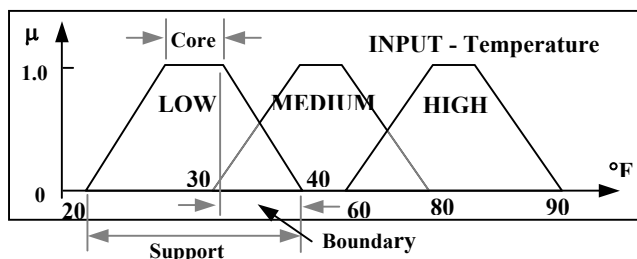 μ
Core
INPUT - Temperature
1.0
LOW
MEDIUM
HIGH
30
40
°F
0
20
60
80
90
Boundary
Support